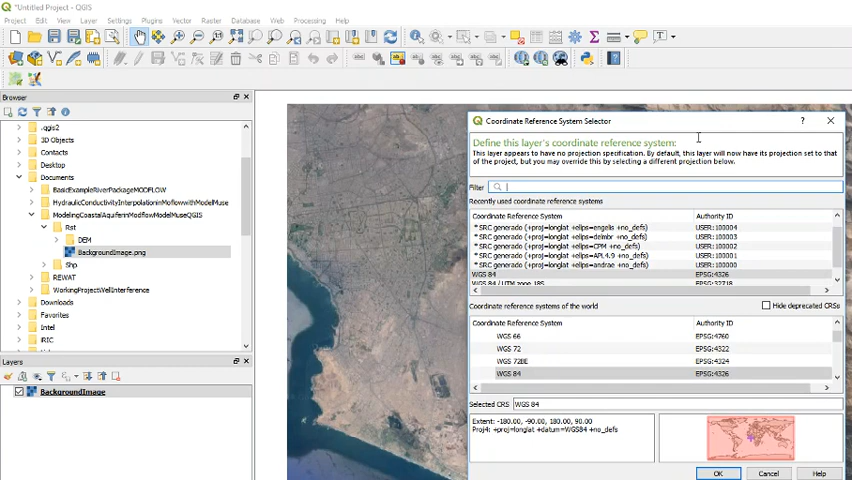 *Untitled Project - QGIS
Project Edit View Layer Settings Plugins Vector Raster Database Web Processing Help
Browser
.qgis2
3D Objects
Contacts
Desktop
Documents
BasicExampleRiverPackageMODFLOW
HydraulicConductivityInterpolationinModflowwithModelMuse
ModelingCoastalAquiferinModflowModelMuseQGIS
Rst
DEM
BackgroundImage.png
Shp
REWAT
WorkingProjectWellInterference
Downloads
Favorites
Intel
iRIC
Layers
BackgroundImage
Coordinate Reference System Selector
Define this layer's coordinate reference system:
This layer appears to have no projection specification. By default, this layer will now have its projection set to that
of the project, but you may override this by selecting a different projection below.
Filter
Recently used coordinate reference systems
Coordinate Reference System Authority ID
* SRC generado (+proj=longlat +ellps=engelis +no_defs) USER:100004
* SRC generado (+proj=longlat +ellps=delmbr +no_defs) USER:100003
* SRC generado (+proj=longlat +ellps=CPM +no_defs) USER:100002
* SRC generado (+proj=longlat +ellps=APL4.9 +no_defs) USER:100001
* SRC generado (+proj=longlat +ellps=andrae +no_defs) USER:100000
WGS 84 EPSG:4326
WGS 84 / UTM zone 18S EPSG:32718
Coordinate reference systems of the world
Hide deprecated CRSs
Coordinate Reference System Authority ID
WGS 66 EPSG:4760
WGS 72 EPSG:4322
WGS 72BE EPSG:4324
WGS 84 EPSG:4326
Selected CRS WGS 84
Extent: -180.00, -90.00, 180.00, 90.00
Proj4: +proj=longlat +datum=WGS84 +no_defs
OK Cancel Help